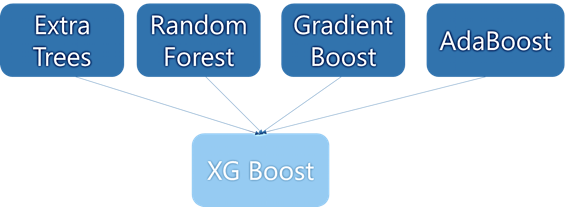 Extra
Trees
Random
Forest
Gradient
Boost
AdaBoost
XG Boost